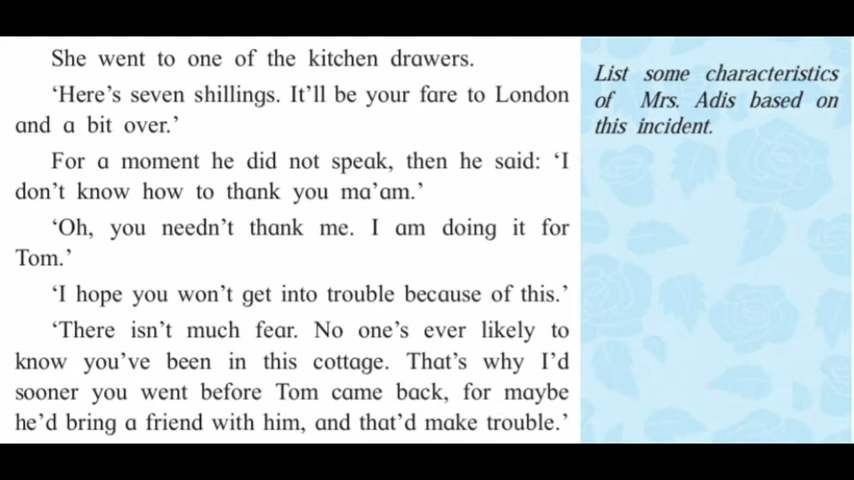 She went to one of the kitchen drawers.
‘Here’s seven shillings. It’ll be your fare to London
and a bit over.’
For a moment he did not speak, then he said: ‘I
don’t know how to thank you ma’am.’
‘Oh, you needn’t thank me. I am doing it for
Tom.’
‘I hope you won’t get into trouble because of this.’
‘There isn’t much fear. No one’s ever likely to
know you’ve been in this cottage. That’s why I’d
sooner you went before Tom came back, for maybe
he’d bring a friend with him, and that’d make trouble.’
List some characteristics
of Mrs. Adis based on
this incident.